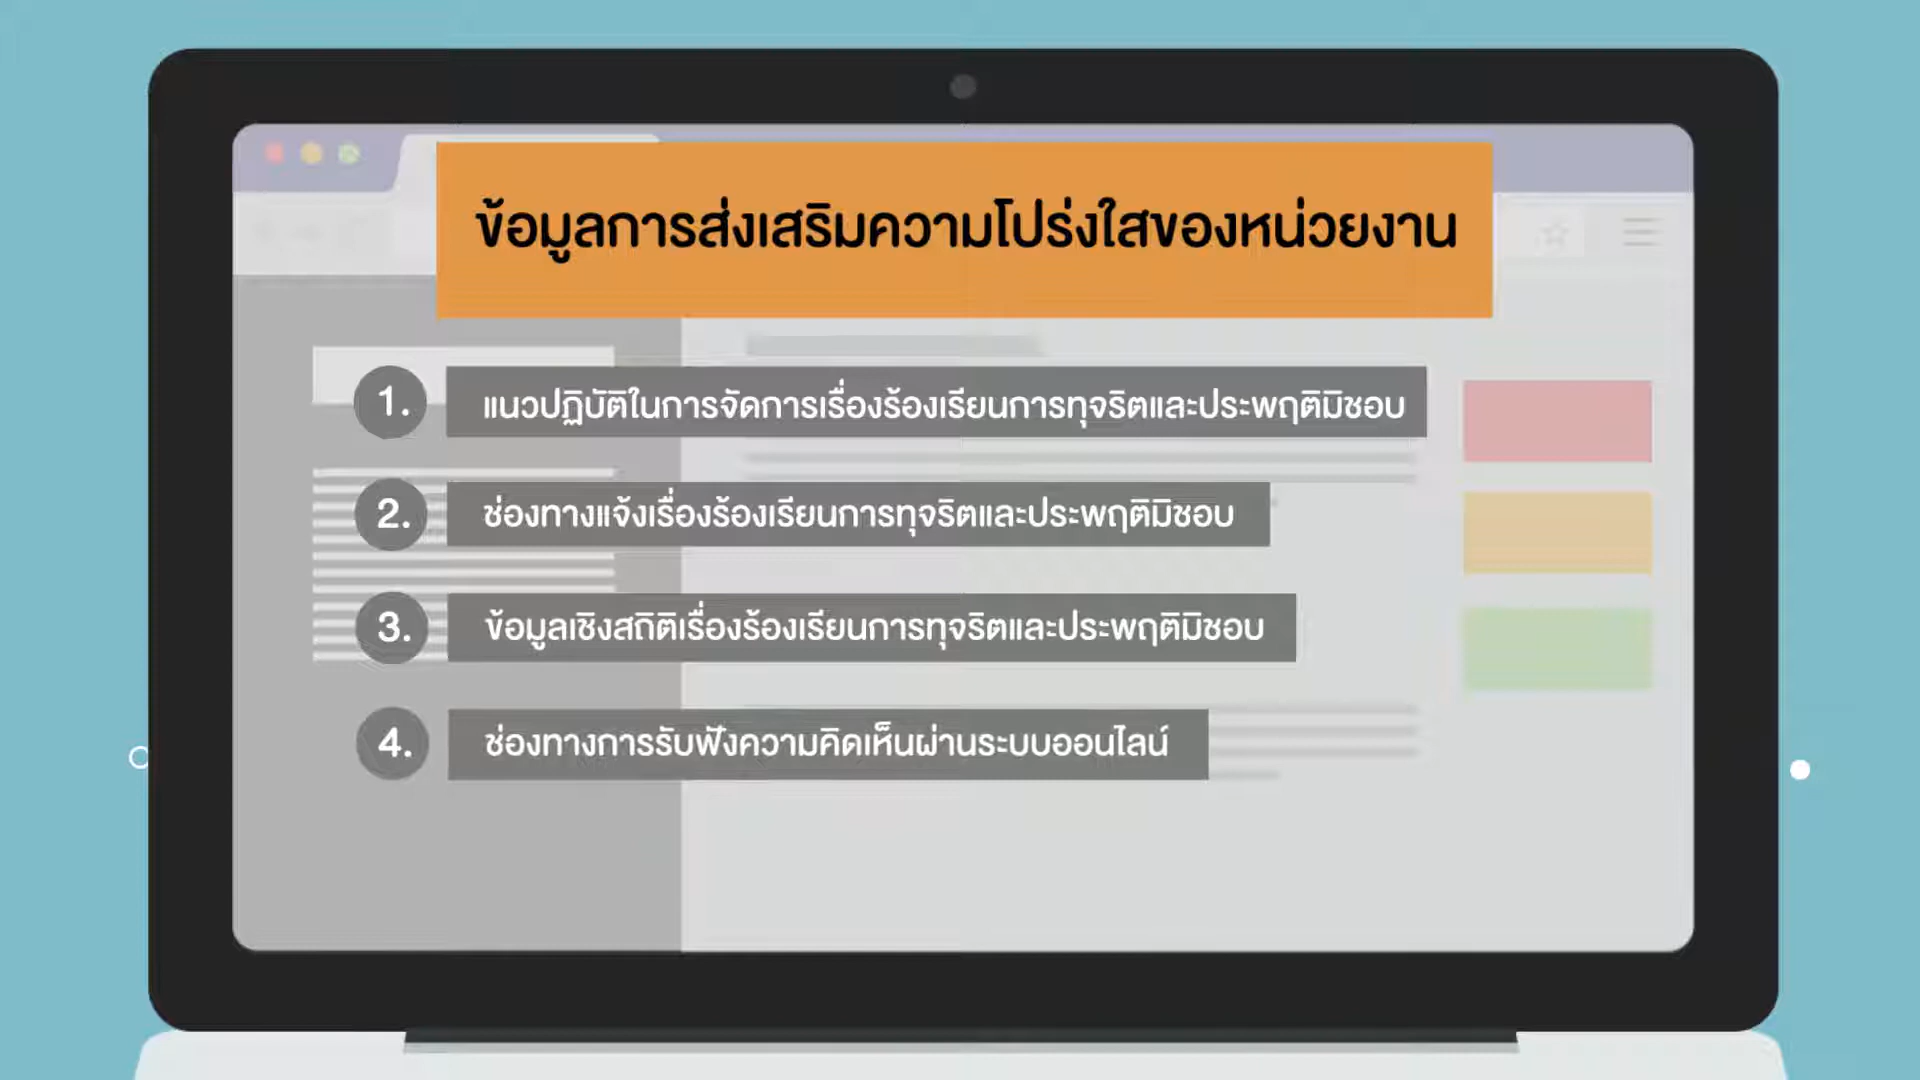 ข้อมูลการส่งเสริมความโปร่งใสของหน่วยงาน
1. แนวปฏิบัติในการจัดการเรื่องร้องเรียนการทุจริตและประพฤติมิชอบ
2. ช่องทางแจ้งเรื่องร้องเรียนการทุจริตและประพฤติมิชอบ
3. ข้อมูลเชิงสถิติเรื่องร้องเรียนการทุจริตและประพฤติมิชอบ
4. ช่องทางการรับฟังความคิดเห็นผ่านระบบออนไลน์